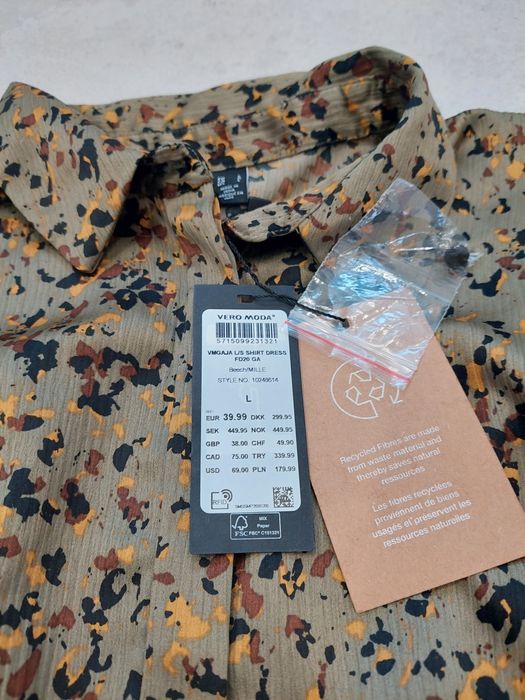 VERO MODA®
5715099231321
VMGAJA L/S SHIRT DRESS
FD20 GA
Beech/MILLE
STYLE NO. 10248614
L
EUR 39.99 DKK 299.95
SEK 449.95 NOK 449.95
GBP 38.00 CHF 49.90
CAD 75.00 TRY 339.99
USD 69.00 PLN 179.99
FSC
MIX
Paper
FSC® C151331
Recycled Fibres are made
from waste material and
thereby saves natural
resources
Les fibres recyclées
proviennent de biens
usagés et préservent les
ressources naturelles